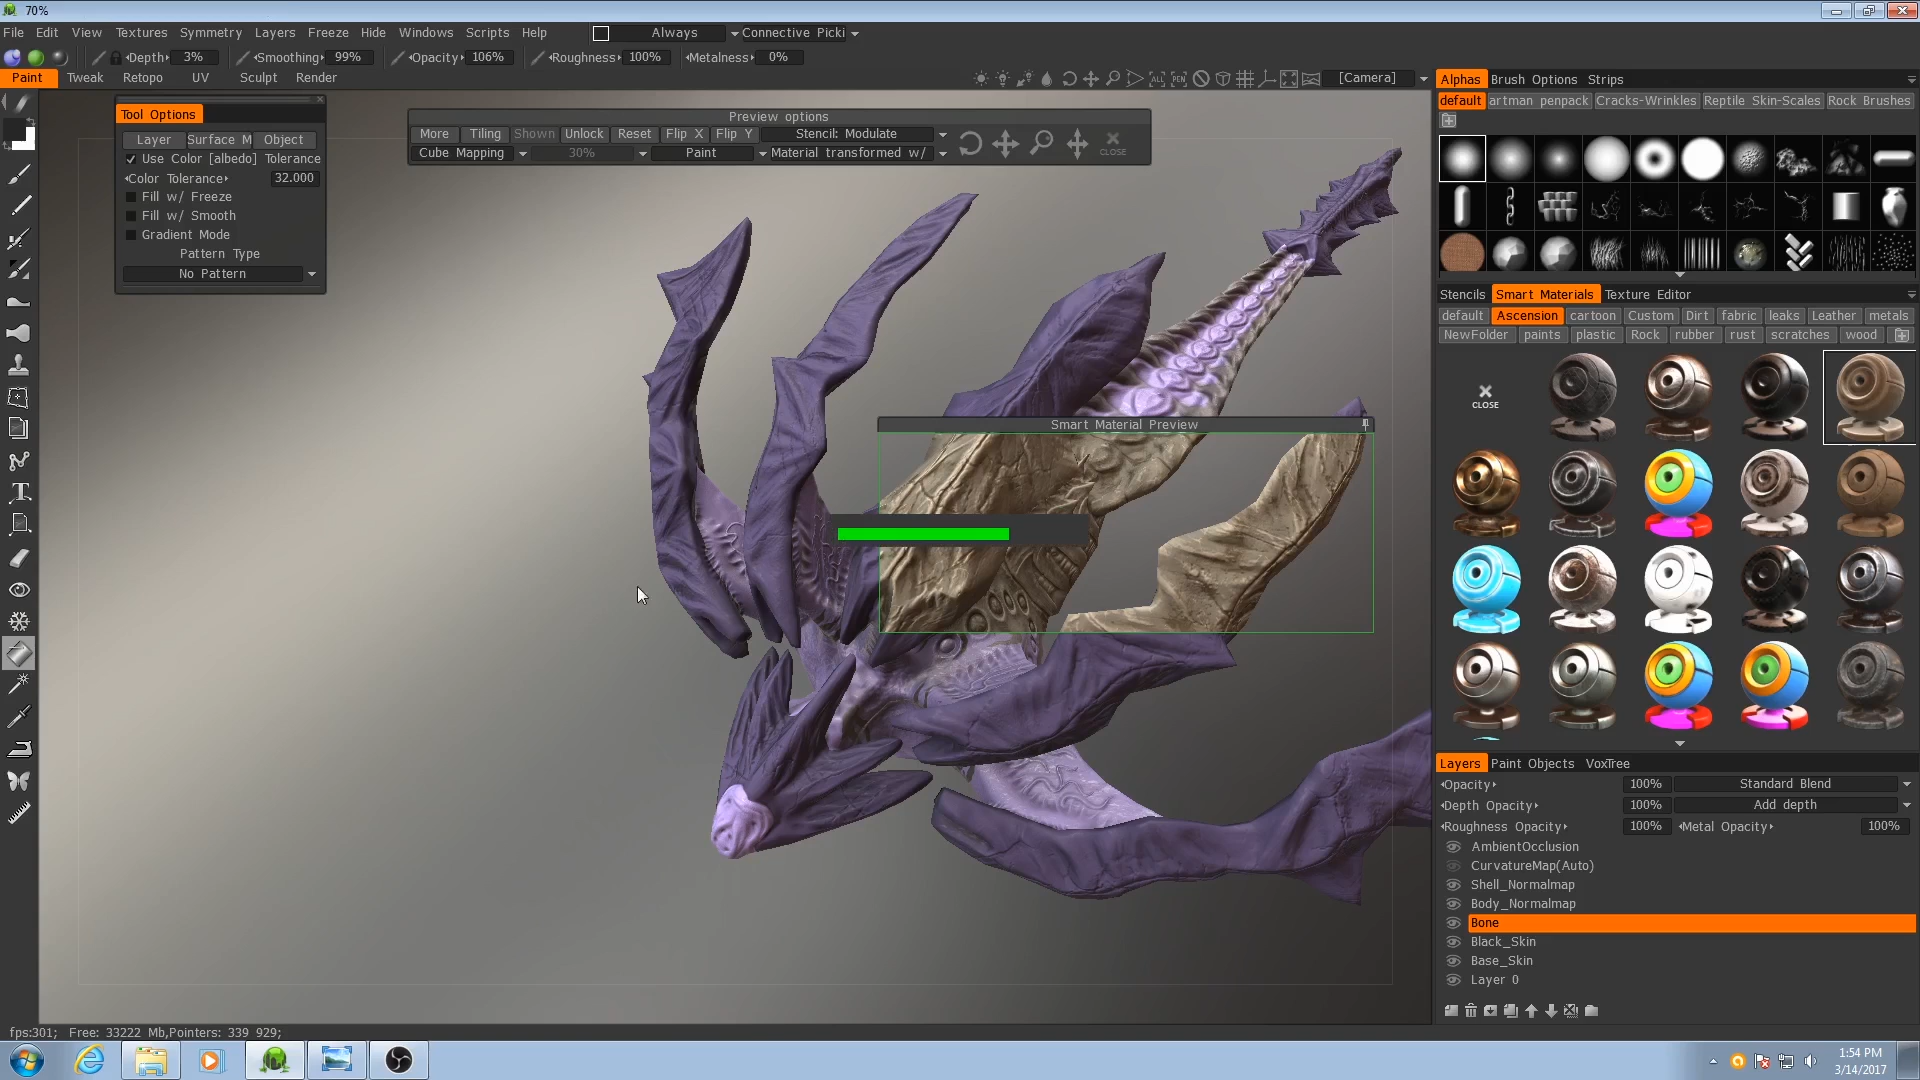 70%
File Edit View Textures Symmetry Layers Freeze Hide Windows Scripts Help Always Connective Picki
Depth: 3% Smoothing: 99% Opacity: 106% Roughness: 100% Metalness: 0%
Paint Tweak Retopo UV Sculpt Render [Camera]
Tool Options
Layer Surface M Object
Use Color [albedo] Tolerance
Color Tolerance 32.000
Fill w/ Freeze
Fill w/ Smooth
Gradient Mode
Pattern Type
No Pattern
Preview options
More Tiling Shown Unlock Reset Flip X Flip Y Stencil: Modulate
Cube Mapping 30% Paint Material transformed w/ CLOSE
Smart Material Preview
Alphas Brush Options Strips
default artman penpack Cracks-Wrinkles Reptile Skin-Scales Rock Brushes
Stencils Smart Materials Texture Editor
default Ascension cartoon Custom Dirt fabric leaks Leather metals
NewFolder paints plastic Rock rubber rust scratches wood
CLOSE
Layers Paint Objects VoxTree
Opacity 100% Standard Blend
Depth Opacity 100% Add depth
Roughness Opacity 100% Metal Opacity 100%
AmbientOcclusion
CurvatureMap(Auto)
Shell_Normalmap
Body_Normalmap
Bone
Black_Skin
Base_Skin
Layer 0
fps:301; Free: 33222 Mb,Pointers: 339 929;
1:54 PM
3/14/2017